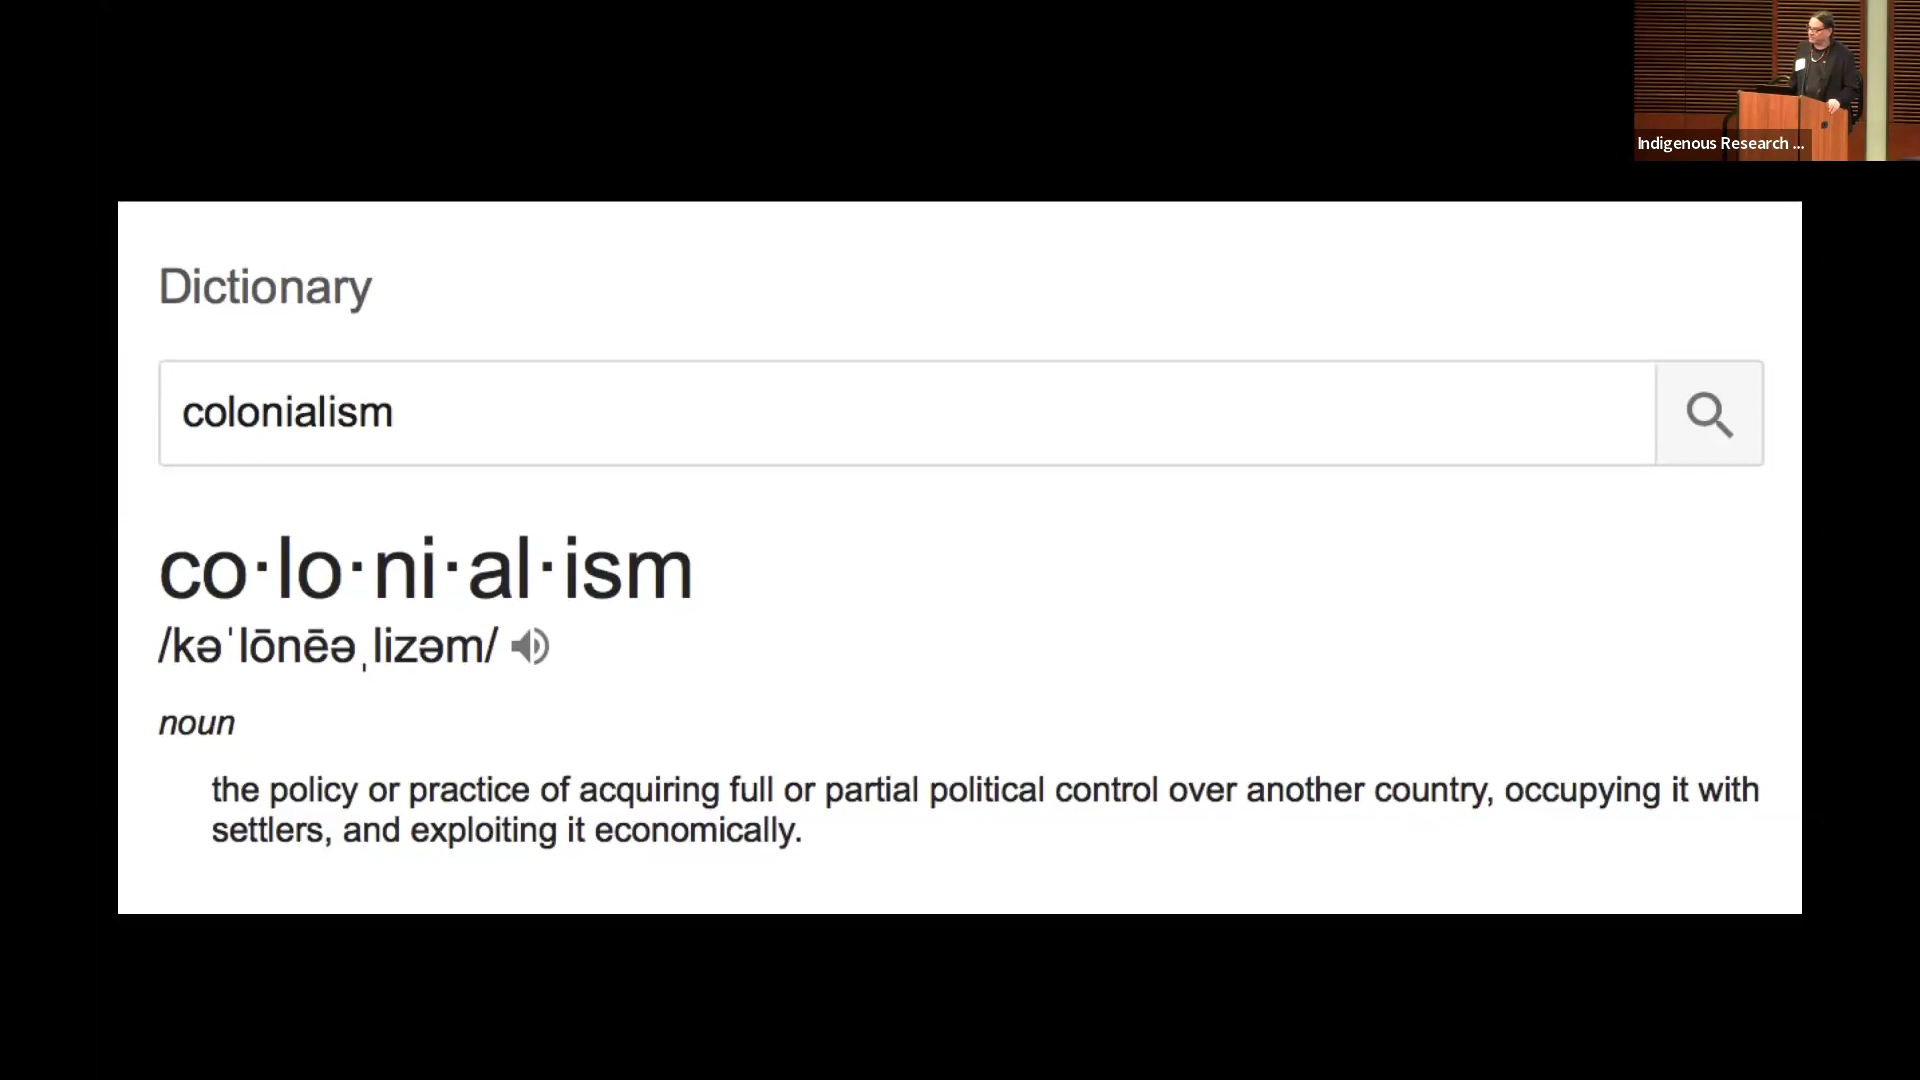 Indigenous Research ...
Dictionary
colonialism
co·lo·ni·al·ism
/kəˈlōnēəˌlizəm/
noun
the policy or practice of acquiring full or partial political control over another country, occupying it with
settlers, and exploiting it economically.